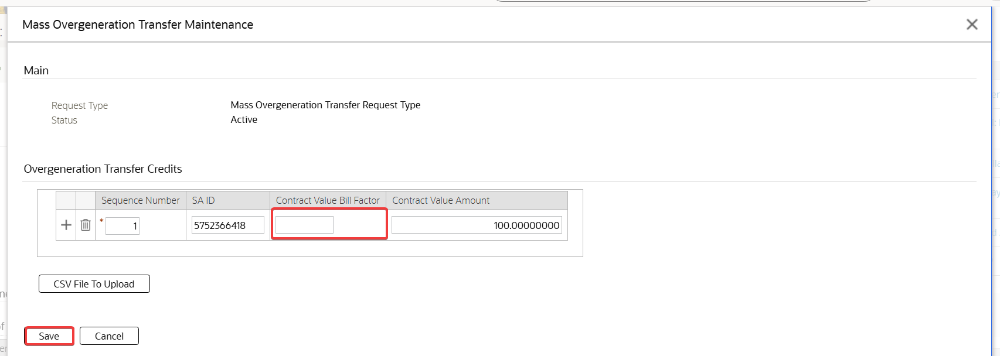 Mass Overgeneration Transfer Maintenance
Main
Request Type Mass Overgeneration Transfer Request Type
Status Active
Overgeneration Transfer Credits
Sequence Number SA ID Contract Value Bill Factor Contract Value Amount
* 1 5752366418 100.00000000
CSV File To Upload
Save Cancel